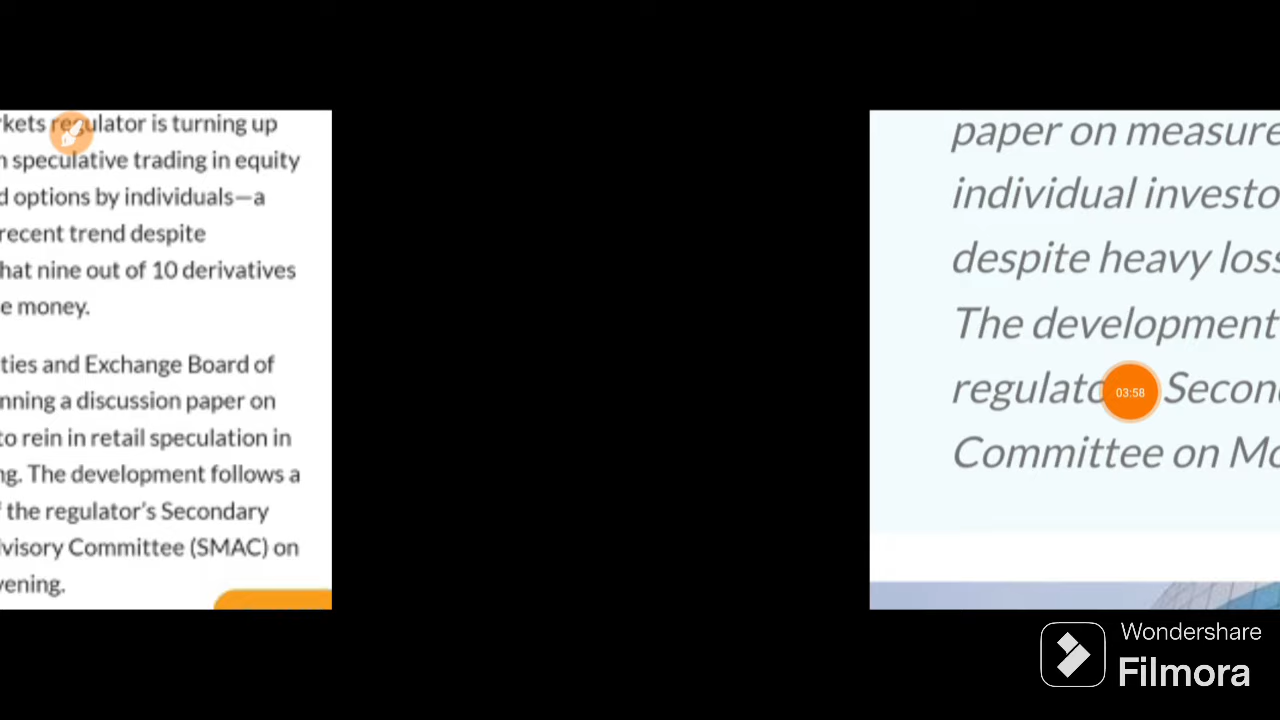 rkets regulator is turning up
n speculative trading in equity
d options by individuals—a
recent trend despite
hat nine out of 10 derivatives
e money.
ties and Exchange Board of
nning a discussion paper on
to rein in retail speculation in
ng. The development follows a
f the regulator's Secondary
dvisory Committee (SMAC) on
vening.
paper on measure
individual investo
despite heavy loss
The development
regulato Secon
Committee on Mo
03:58
Wondershare
Filmora